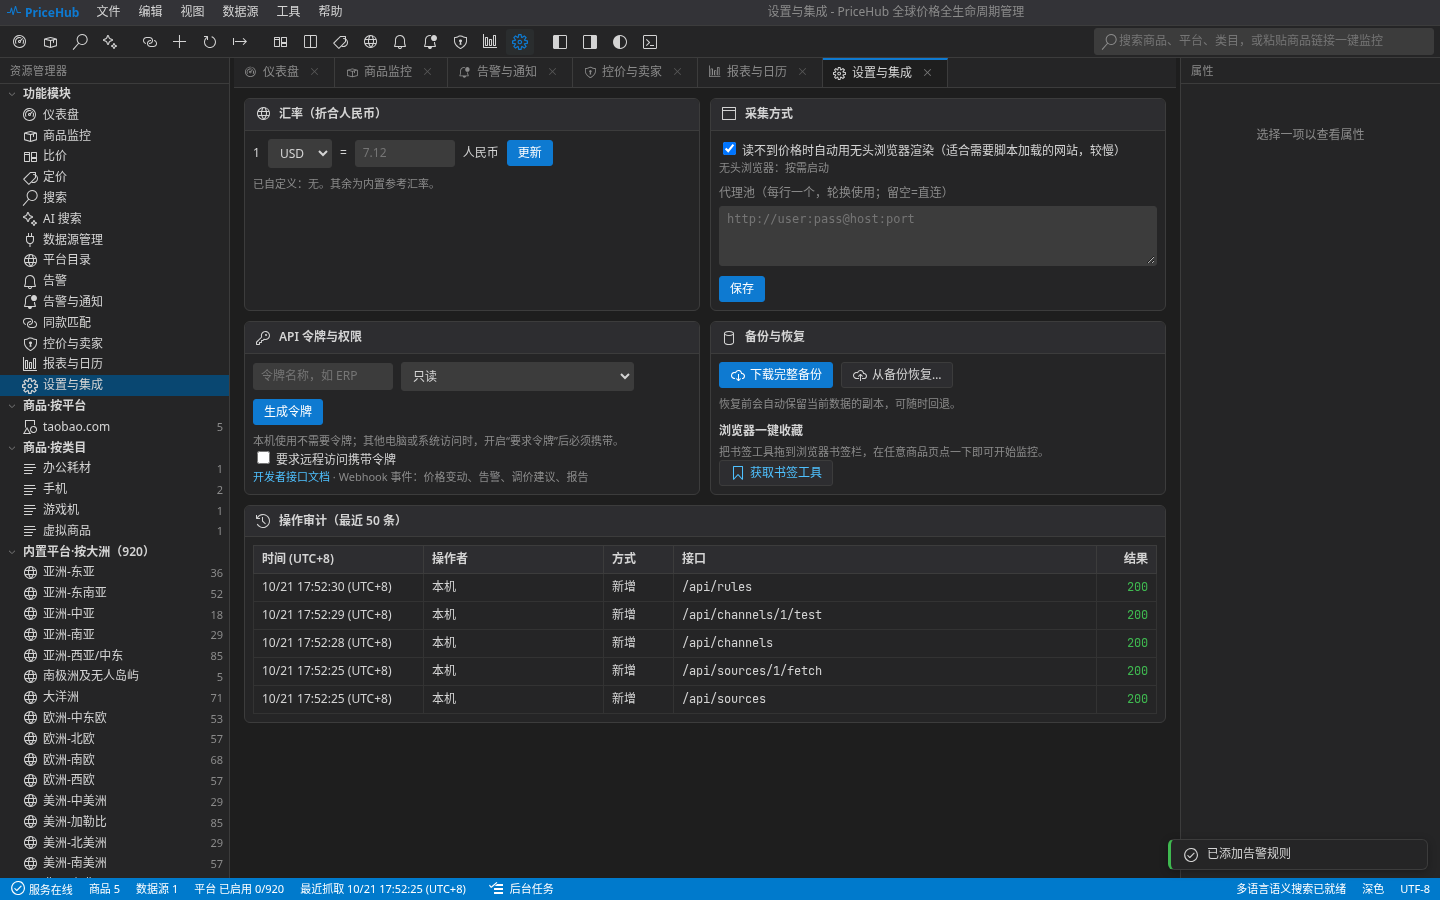 PriceHub 文件 编辑 视图 数据源 工具 帮助 设置与集成 - PriceHub 全球价格全生命周期管理
搜索商品、平台、类目，或粘贴商品链接一键监控
资源管理器
功能模块
仪表盘
商品监控
比价
定价
搜索
AI 搜索
数据源管理
平台目录
告警
告警与通知
同款匹配
控价与卖家
报表与日历
设置与集成
商品·按平台
taobao.com 5
商品·按类目
办公耗材 1
手机 2
游戏机 1
虚拟商品 1
内置平台·按大洲（920）
亚洲-东亚 36
亚洲-东南亚 52
亚洲-中亚 18
亚洲-南亚 29
亚洲-西亚/中东 85
南极洲及无人岛屿 5
大洋洲 71
欧洲-中东欧 53
欧洲-北欧 57
欧洲-南欧 68
欧洲-西欧 57
美洲-中美洲 29
美洲-加勒比 85
美洲-北美洲 29
美洲-南美洲 57
仪表盘 商品监控 告警与通知 控价与卖家 报表与日历 设置与集成
汇率（折合人民币）
1 USD = 7.12 人民币 更新
已自定义：无。其余为内置参考汇率。
采集方式
读不到价格时自动用无头浏览器渲染（适合需要脚本加载的网站，较慢）
无头浏览器：按需启动
代理池（每行一个，轮换使用；留空=直连）
http://user:pass@host:port
保存
API 令牌与权限
令牌名称，如 ERP 只读
生成令牌
本机使用不需要令牌；其他电脑或系统访问时，开启“要求令牌”后必须携带。
要求远程访问携带令牌
开发者接口文档 · Webhook 事件：价格变动、告警、调价建议、报告
备份与恢复
下载完整备份 从备份恢复...
恢复前会自动保留当前数据的副本，可随时回退。
浏览器一键收藏
把书签工具拖到浏览器书签栏，在任意商品页点一下即可开始监控。
获取书签工具
操作审计（最近 50 条）
时间 (UTC+8) 操作者 方式 接口 结果
10/21 17:52:30 (UTC+8) 本机 新增 /api/rules 200
10/21 17:52:29 (UTC+8) 本机 新增 /api/channels/1/test 200
10/21 17:52:28 (UTC+8) 本机 新增 /api/channels 200
10/21 17:52:25 (UTC+8) 本机 新增 /api/sources/1/fetch 200
10/21 17:52:25 (UTC+8) 本机 新增 /api/sources 200
属性
选择一项以查看属性
已添加告警规则
服务在线 商品 5 数据源 1 平台 已启用 0/920 最近抓取 10/21 17:52:25 (UTC+8) 后台任务 多语言语义搜索已就绪 深色 UTF-8